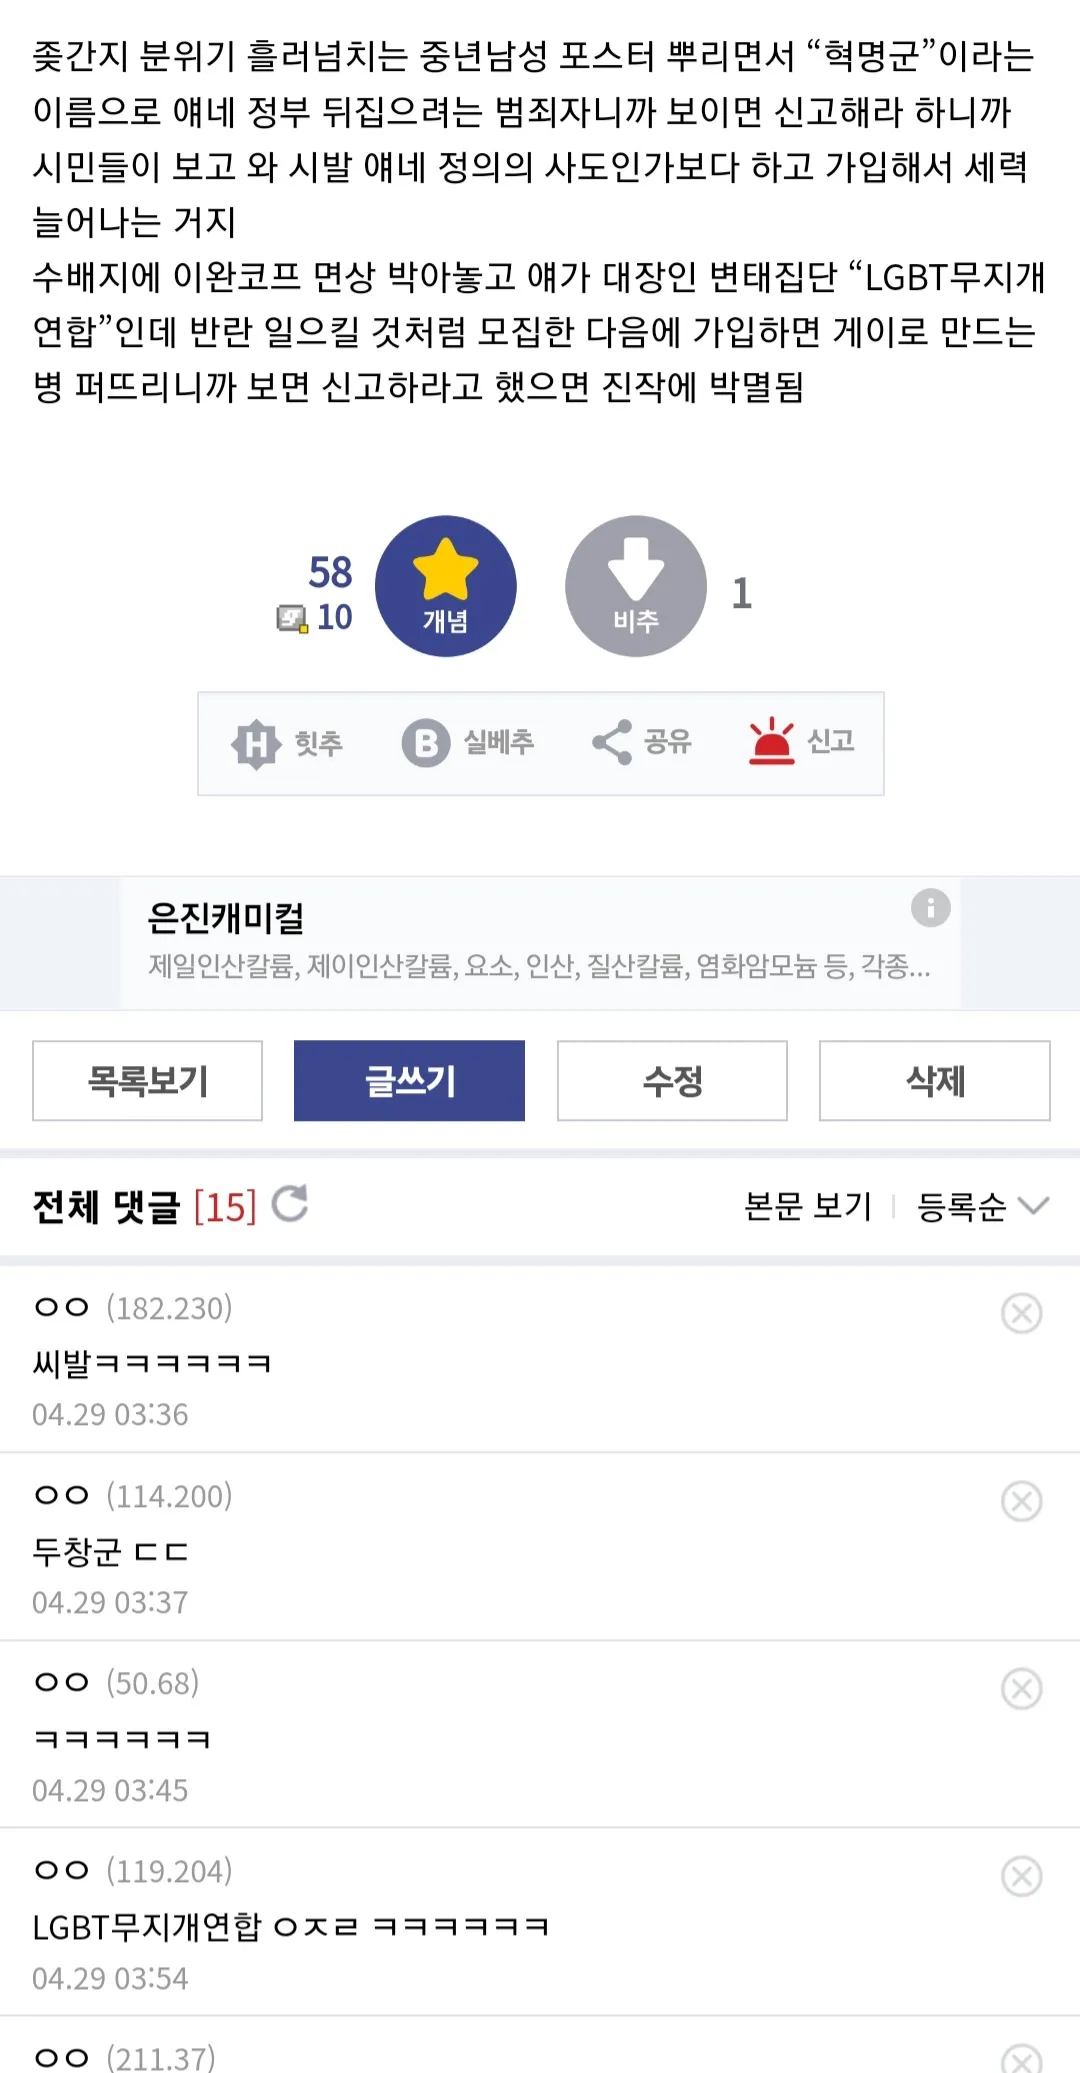 좆간지 분위기 흘러넘치는 중년남성 포스터 뿌리면서 “혁명군”이라는
이름으로 얘네 정부 뒤집으려는 범죄자니까 보이면 신고해라 하니까
시민들이 보고 와 시발 얘네 정의의 사도인가보다 하고 가입해서 세력
늘어나는 거지
수배지에 이완코프 면상 박아놓고 얘가 대장인 변태집단 “LGBT무지개
연합”인데 반란 일으킬 것처럼 모집한 다음에 가입하면 게이로 만드는
병 퍼뜨리니까 보면 신고하라고 했으면 진작에 박멸됨
58
10
개념
비추
1
H 힛추
B 실베추
공유
신고
은진캐미컬
제일인산칼륨, 제이인산칼륨, 요소, 인산, 질산칼륨, 염화암모늄 등, 각종...
목록보기
글쓰기
수정
삭제
전체 댓글 [15]
본문 보기
등록순
ㅇㅇ (182.230)
씨발ㅋㅋㅋㅋㅋㅋ
04.29 03:36
ㅇㅇ (114.200)
두창군 ㄷㄷ
04.29 03:37
ㅇㅇ (50.68)
ㅋㅋㅋㅋㅋㅋ
04.29 03:45
ㅇㅇ (119.204)
LGBT무지개연합 ㅇㅈㄹ ㅋㅋㅋㅋㅋㅋ
04.29 03:54
ㅇㅇ (211.37)